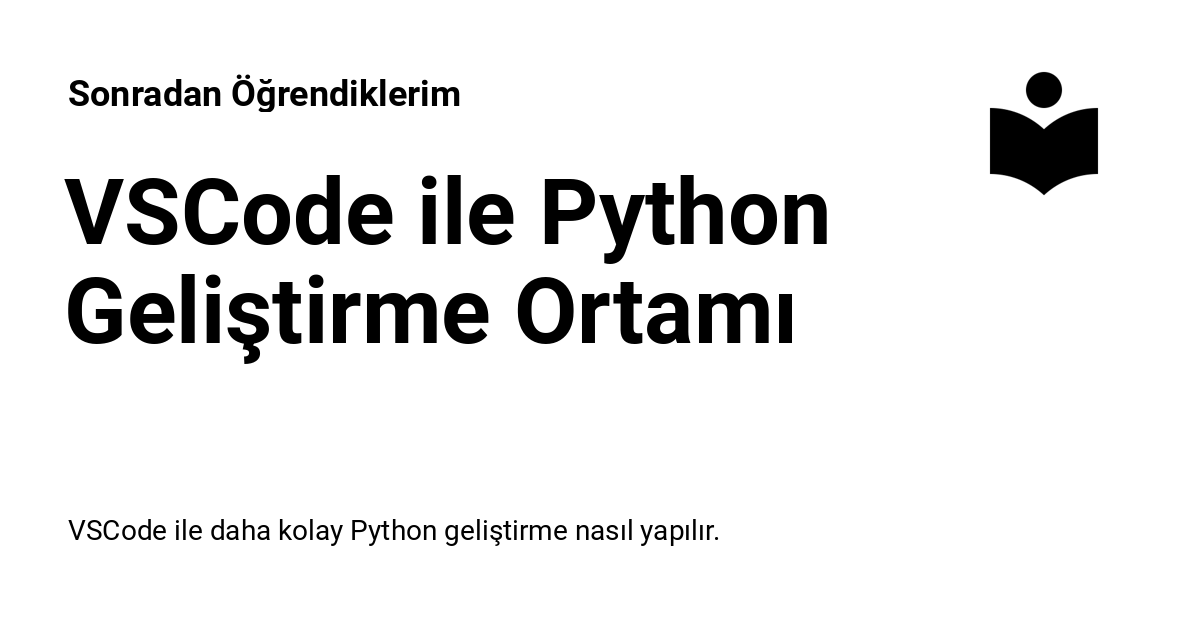 Sonradan Öğrendiklerim
VSCode ile Python
Geliştirme Ortamı
VSCode ile daha kolay Python geliştirme nasıl yapılır.